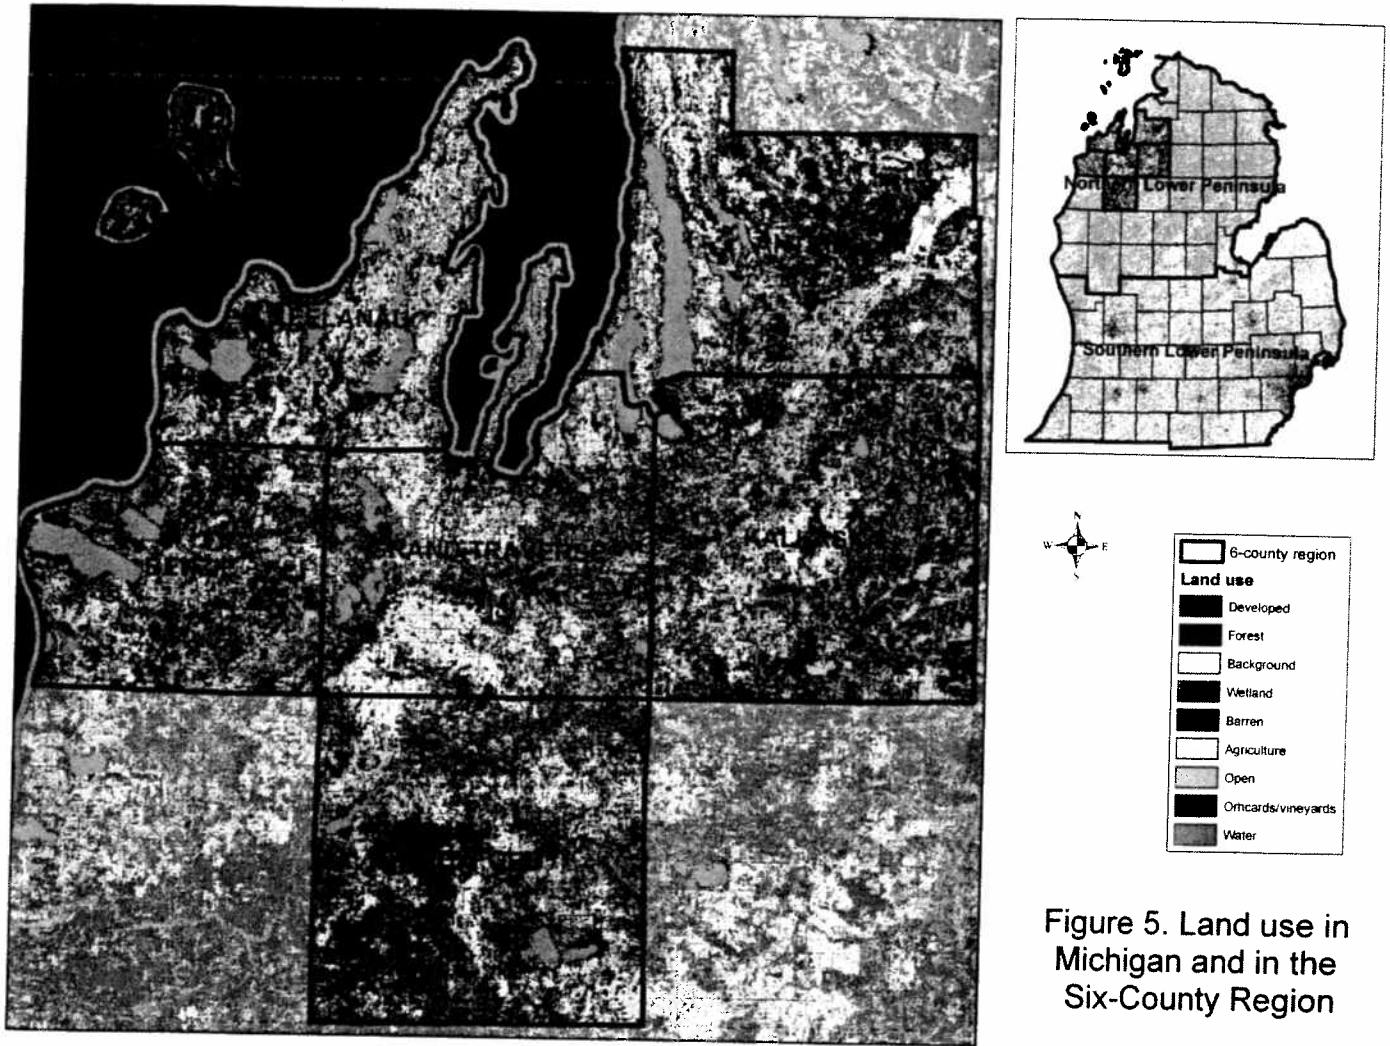 Northern Lower Peninsula
Southern Lower Peninsula
N
W E
S
6-county region
Land use
Developed
Forest
Background
Wetland
Barren
Agriculture
Open
Orhcards/vineyards
Water
Figure 5. Land use in
Michigan and in the
Six-County Region